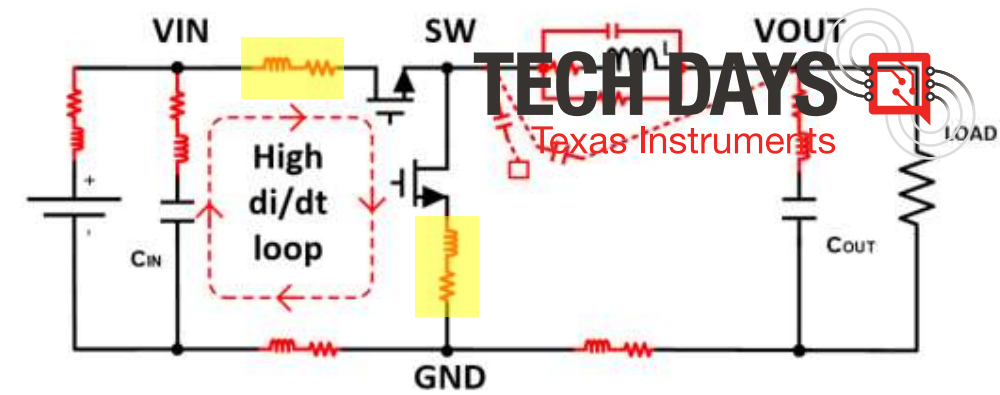 VIN
SW
VOUT
TECH DAYS
Texas Instruments
L
LOAD
High
di/dt
loop
+
-
CIN
COUT
GND